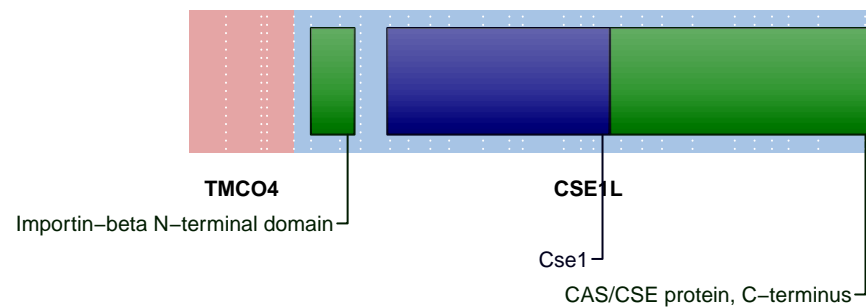 TMCO4 CSE1L
Importin−beta N−terminal domain
Cse1
CAS/CSE protein, C−terminus